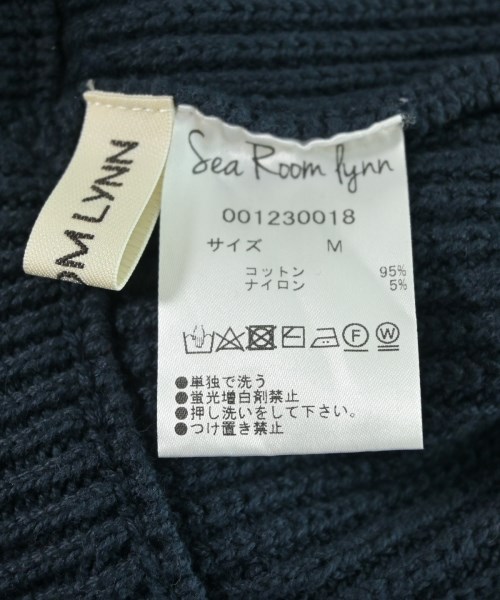 OM LYNN
Sea Room lynn
001230018
サイズ M
コットン 95%
ナイロン 5%
F W
●単独で洗う
●蛍光増白剤禁止
●押し洗いをして下さい。
●つけ置き禁止